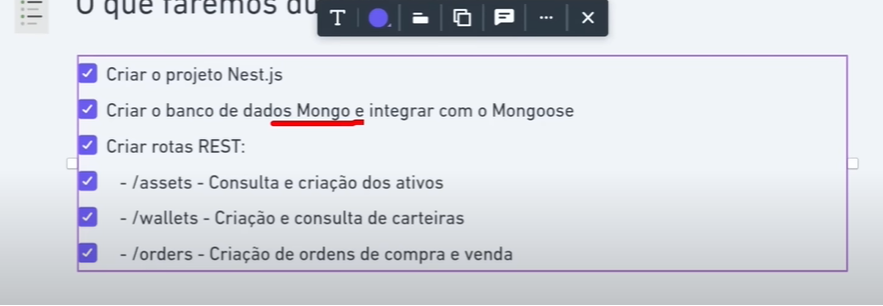 O que faremos du
T
Criar o projeto Nest.js
Criar o banco de dados Mongo e integrar com o Mongoose
Criar rotas REST:
- /assets - Consulta e criação dos ativos
- /wallets - Criação e consulta de carteiras
- /orders - Criação de ordens de compra e venda